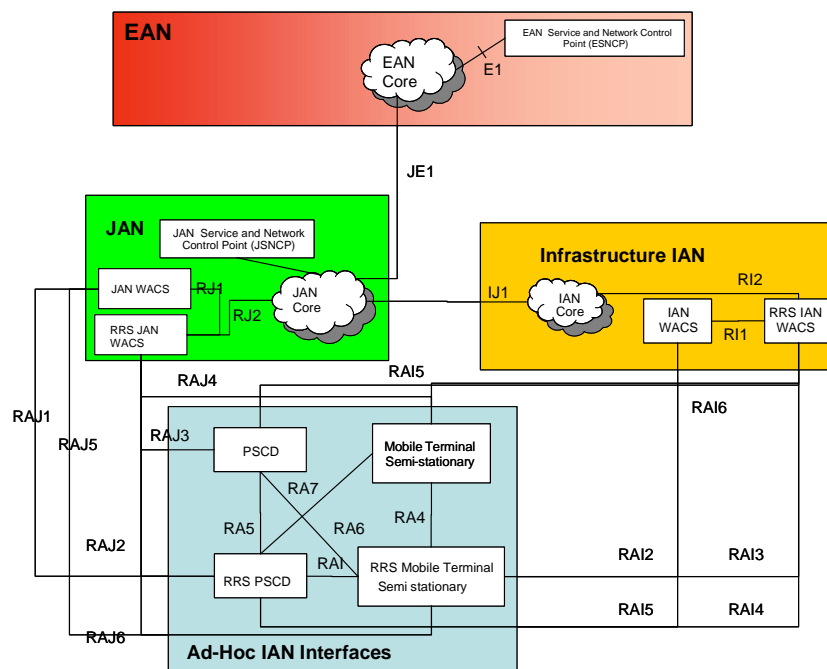 EAN
EAN Service and Network Control
Point (ESNCP)
EAN
Core
E1
JE1
JAN
JAN Service and Network
Control Point (JSNCP)
JAN WACS
RJ1
RRS JAN
WACS
RJ2
JAN
Core
IJ1
Infrastructure IAN
IAN
Core
RI2
IAN
WACS
RI1
RRS IAN
WACS
RAJ4
RAI5
RAJ1
RAJ5
RAJ3
RAI6
PSCD
Mobile Terminal
Semi-stationary
RA7
RA5
RA6
RA4
RAJ2
RRS PSCD
RAI
RRS Mobile Terminal
Semi stationary
RAI2
RAI3
RAI5
RAI4
RAJ6
Ad-Hoc IAN Interfaces